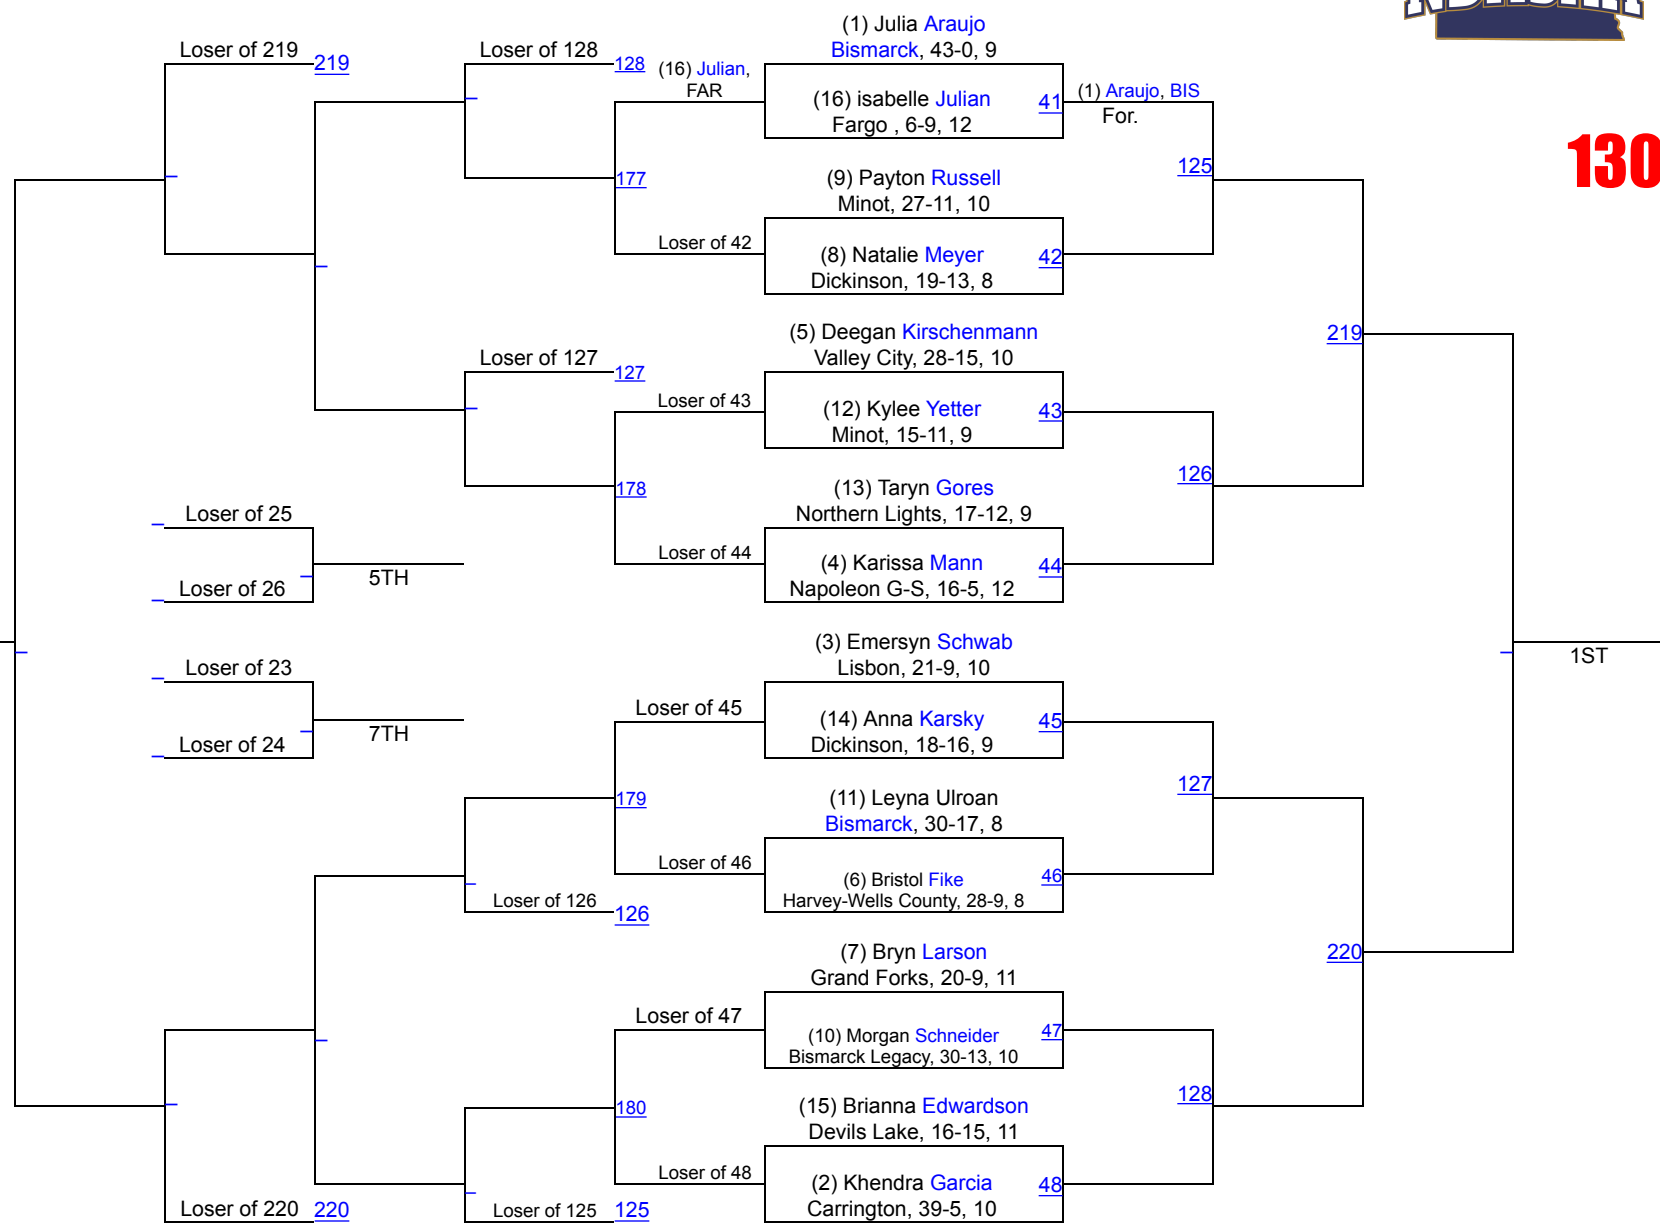 (1) Julia Araujo
Bismarck, 43-0, 9
Loser of 219
219
Loser of 128
128
(16) Julian,
FAR
(16) isabelle Julian
Fargo , 6-9, 12
41
(1) Araujo, BIS
For.
130
177
(9) Payton Russell
Minot, 27-11, 10
125
Loser of 42
(8) Natalie Meyer
Dickinson, 19-13, 8
42
(5) Deegan Kirschenmann
Valley City, 28-15, 10
219
Loser of 127
127
Loser of 43
(12) Kylee Yetter
Minot, 15-11, 9
43
178
(13) Taryn Gores
Northern Lights, 17-12, 9
126
Loser of 25
Loser of 26
5TH
Loser of 44
(4) Karissa Mann
Napoleon G-S, 16-5, 12
44
(3) Emersyn Schwab
Lisbon, 21-9, 10
1ST
Loser of 23
Loser of 24
7TH
Loser of 45
(14) Anna Karsky
Dickinson, 18-16, 9
45
179
(11) Leyna Ulroan
Bismarck, 30-17, 8
127
Loser of 46
(6) Bristol Fike
Harvey-Wells County, 28-9, 8
46
Loser of 126
126
(7) Bryn Larson
Grand Forks, 20-9, 11
220
Loser of 47
(10) Morgan Schneider
Bismarck Legacy, 30-13, 10
47
180
(15) Brianna Edwardson
Devils Lake, 16-15, 11
128
Loser of 48
(2) Khendra Garcia
Carrington, 39-5, 10
48
Loser of 220
220
Loser of 125
125